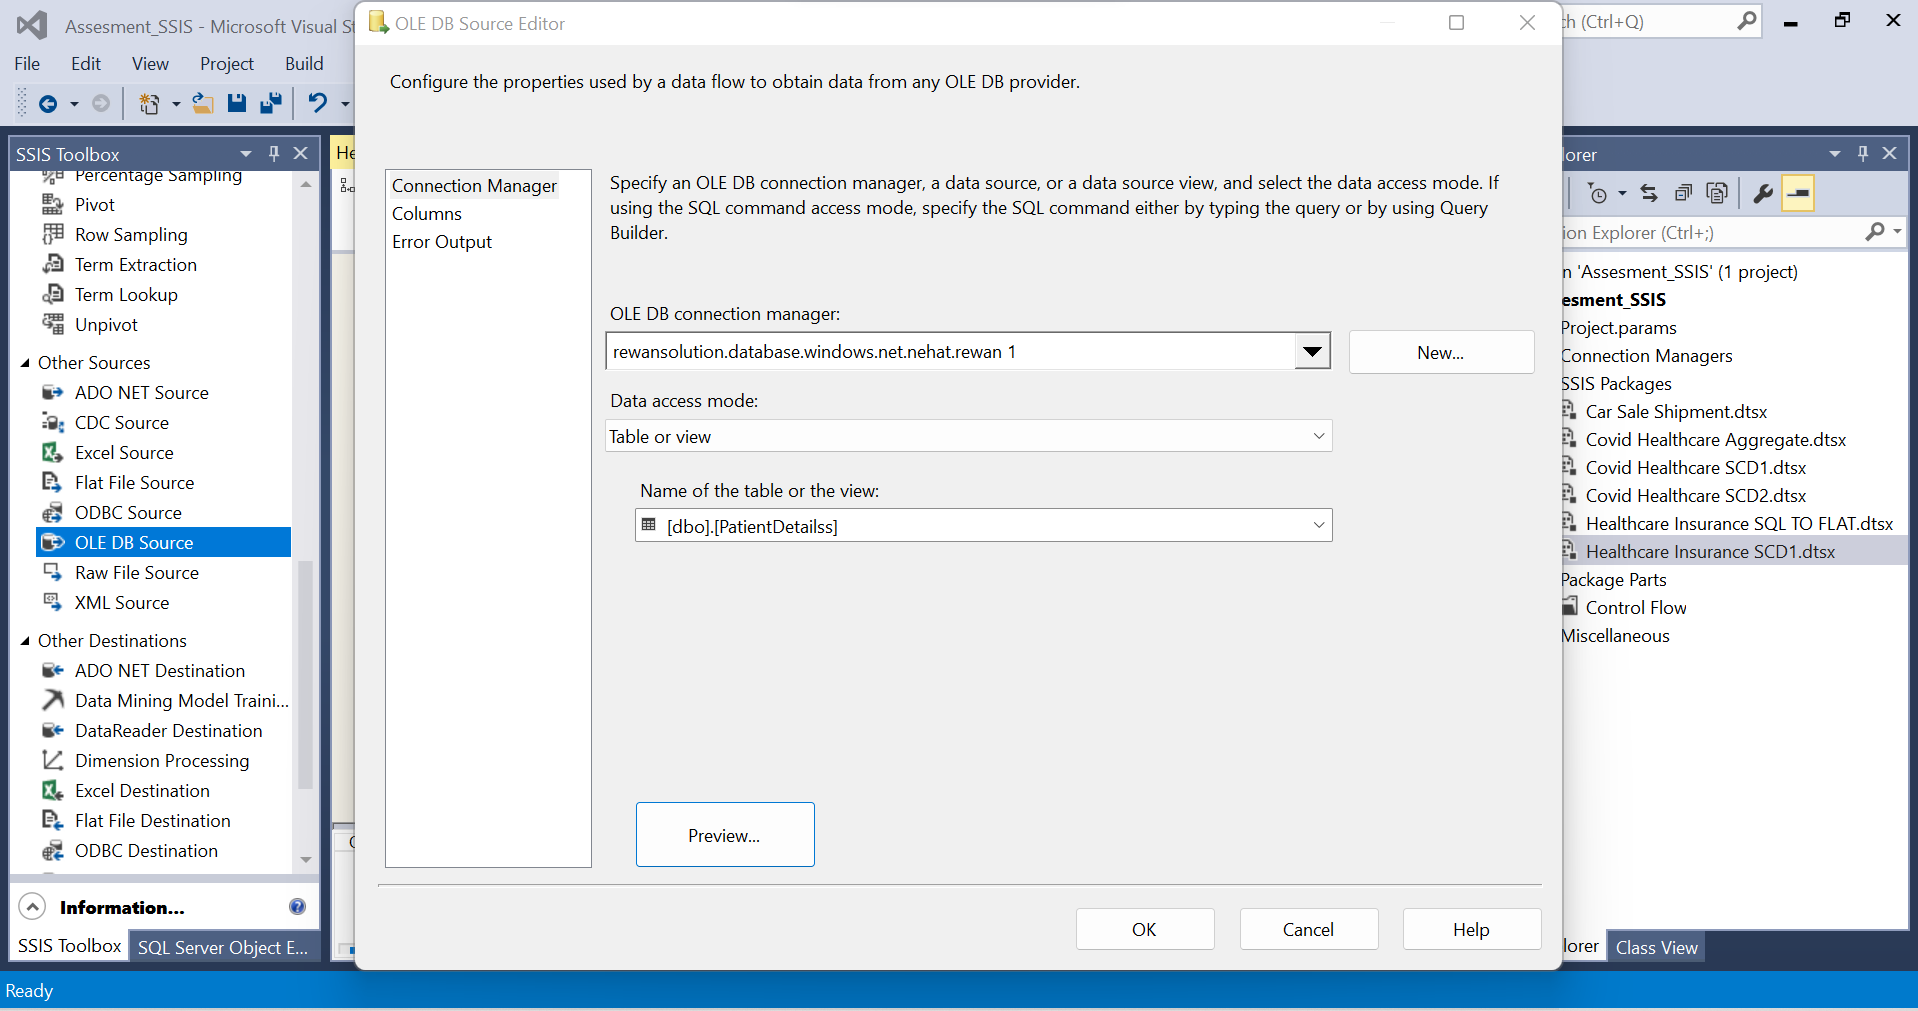 Assesment_SSIS - Microsoft Visual St
File Edit View Project Build
SSIS Toolbox
Percentage Sampling
Pivot
Row Sampling
Term Extraction
Term Lookup
Unpivot
Other Sources
ADO NET Source
CDC Source
Excel Source
Flat File Source
ODBC Source
OLE DB Source
Raw File Source
XML Source
Other Destinations
ADO NET Destination
Data Mining Model Traini...
DataReader Destination
Dimension Processing
Excel Destination
Flat File Destination
ODBC Destination
Information...
SSIS Toolbox
SQL Server Object E...
Ready
He
OLE DB Source Editor
Configure the properties used by a data flow to obtain data from any OLE DB provider.
Connection Manager
Columns
Error Output
Specify an OLE DB connection manager, a data source, or a data source view, and select the data access mode. If
using the SQL command access mode, specify the SQL command either by typing the query or by using Query
Builder.
OLE DB connection manager:
rewansolution.database.windows.net.nehat.rewan 1
New...
Data access mode:
Table or view
Name of the table or the view:
[dbo].[PatientDetailss]
Preview...
OK
Cancel
Help
ch (Ctrl+Q)
lorer
ion Explorer (Ctrl+;)
n 'Assesment_SSIS' (1 project)
esment_SSIS
Project.params
Connection Managers
SSIS Packages
Car Sale Shipment.dtsx
Covid Healthcare Aggregate.dtsx
Covid Healthcare SCD1.dtsx
Covid Healthcare SCD2.dtsx
Healthcare Insurance SQL TO FLAT.dtsx
Healthcare Insurance SCD1.dtsx
Package Parts
Control Flow
Miscellaneous
lorer
Class View